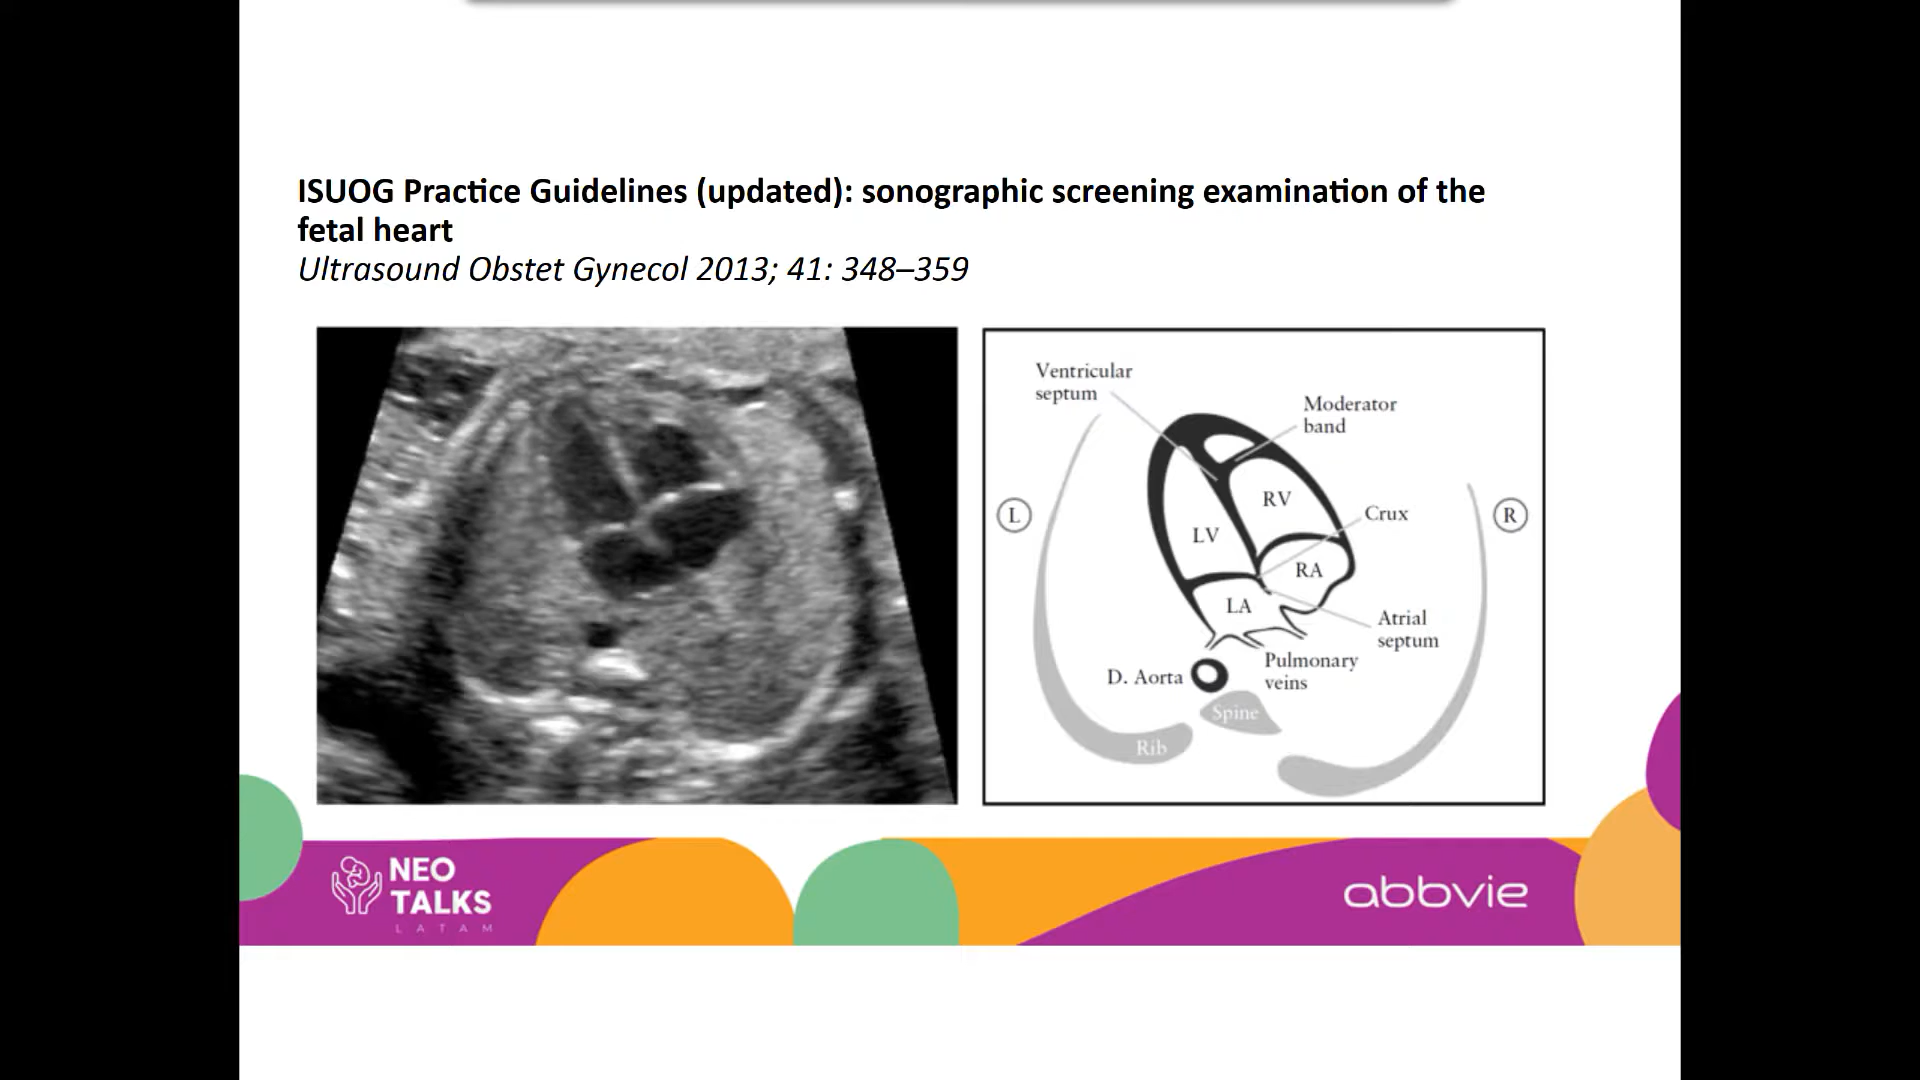 ISUOG Practice Guidelines (updated): sonographic screening examination of the
fetal heart
Ultrasound Obstet Gynecol 2013; 41: 348–359
Ventricular
septum
Moderator
band
L
RV
Crux
R
LV
RA
LA
Atrial
septum
Pulmonary
veins
D. Aorta
Spine
Rib
NEO
TALKS
LATAM
abbvie